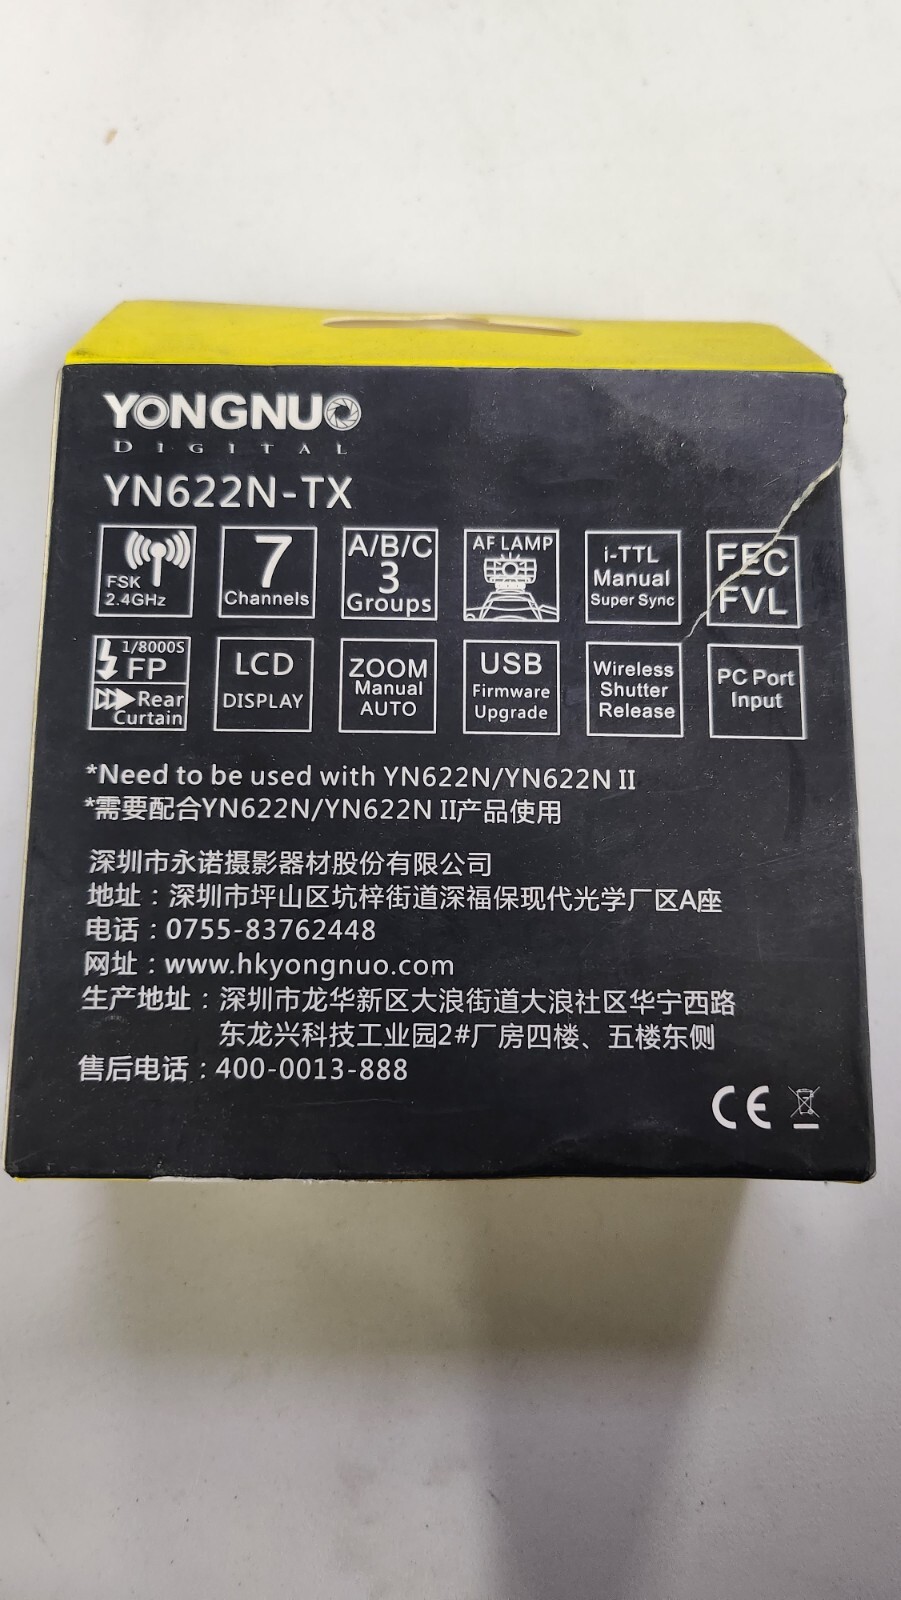 YONGNUO
DIGITAL
YN622N-TX
FSK
2.4GHz
7
Channels
A/B/C
3
Groups
AF LAMP
i-TTL
Manual
Super Sync
FEC
FVL
1/8000S
FP
Rear
Curtain
LCD
DISPLAY
ZOOM
Manual
AUTO
USB
Firmware
Upgrade
Wireless
Shutter
Release
PC Port
Input
*Need to be used with YN622N/YN622N II
*需要配合YN622N/YN622N II产品使用
深圳市永诺摄影器材股份有限公司
地址：深圳市坪山区坑梓街道深福保现代光学厂区A座
电话：0755-83762448
网址：www.hkyongnuo.com
生产地址：深圳市龙华新区大浪街道大浪社区华宁西路
东龙兴科技工业园2#厂房四楼、五楼东侧
售后电话：400-0013-888
CE